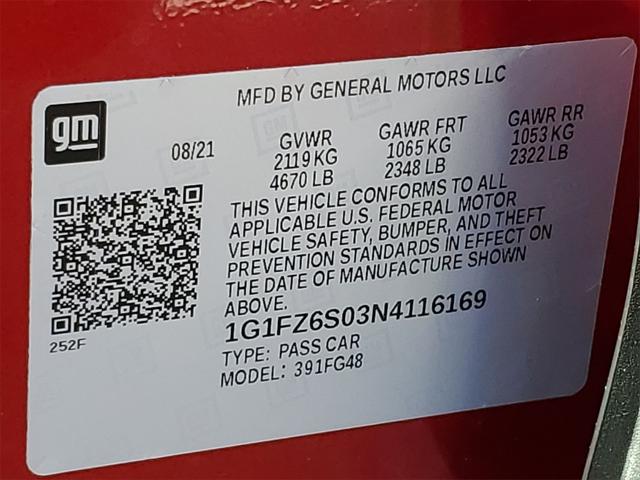 MFD BY GENERAL MOTORS LLC
gm
08/21
GVWR
2119 KG
4670 LB
GAWR FRT
1065 KG
2348 LB
GAWR RR
1053 KG
2322 LB
THIS VEHICLE CONFORMS TO ALL
APPLICABLE U.S. FEDERAL MOTOR
VEHICLE SAFETY, BUMPER, AND THEFT
PREVENTION STANDARDS IN EFFECT ON
THE DATE OF MANUFACTURE SHOWN
ABOVE.
252F
1G1FZ6S03N4116169
TYPE: PASS CAR
MODEL: 391FG48